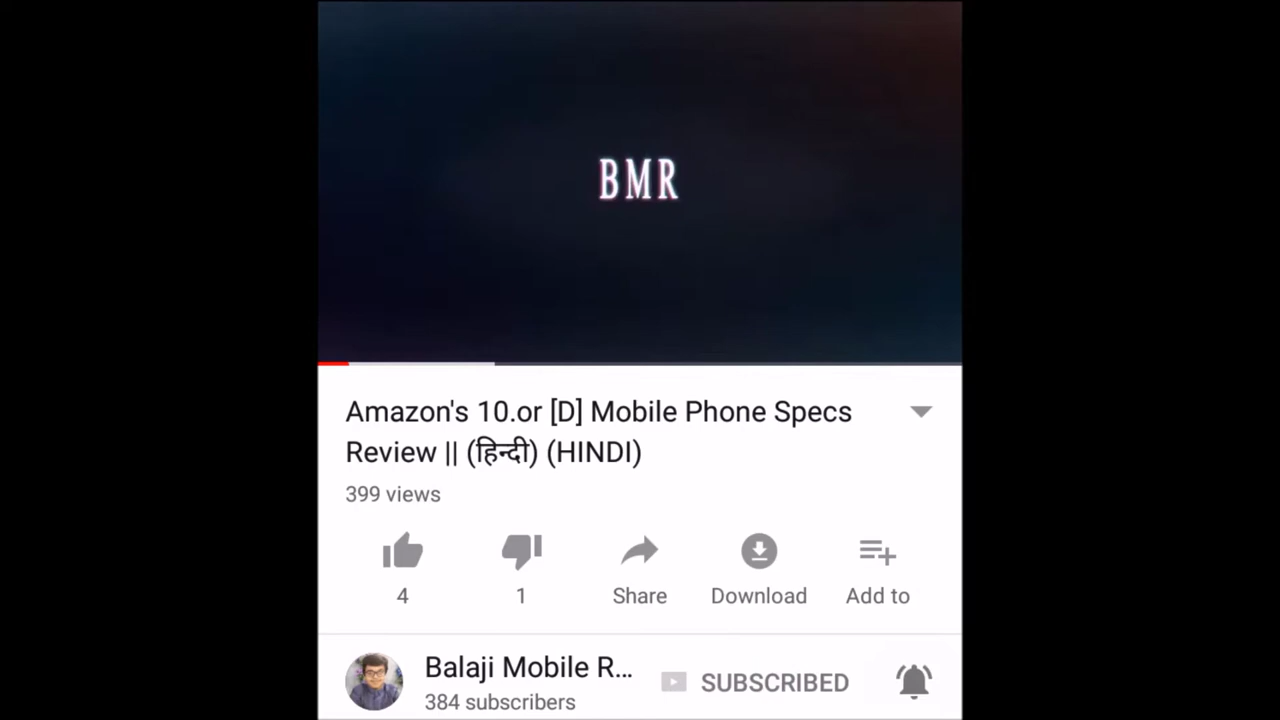 BMR
Amazon's 10.or [D] Mobile Phone Specs
Review || (हिन्दी) (HINDI)
399 views
4
1
Share
Download
Add to
Balaji Mobile R...
SUBSCRIBED
384 subscribers